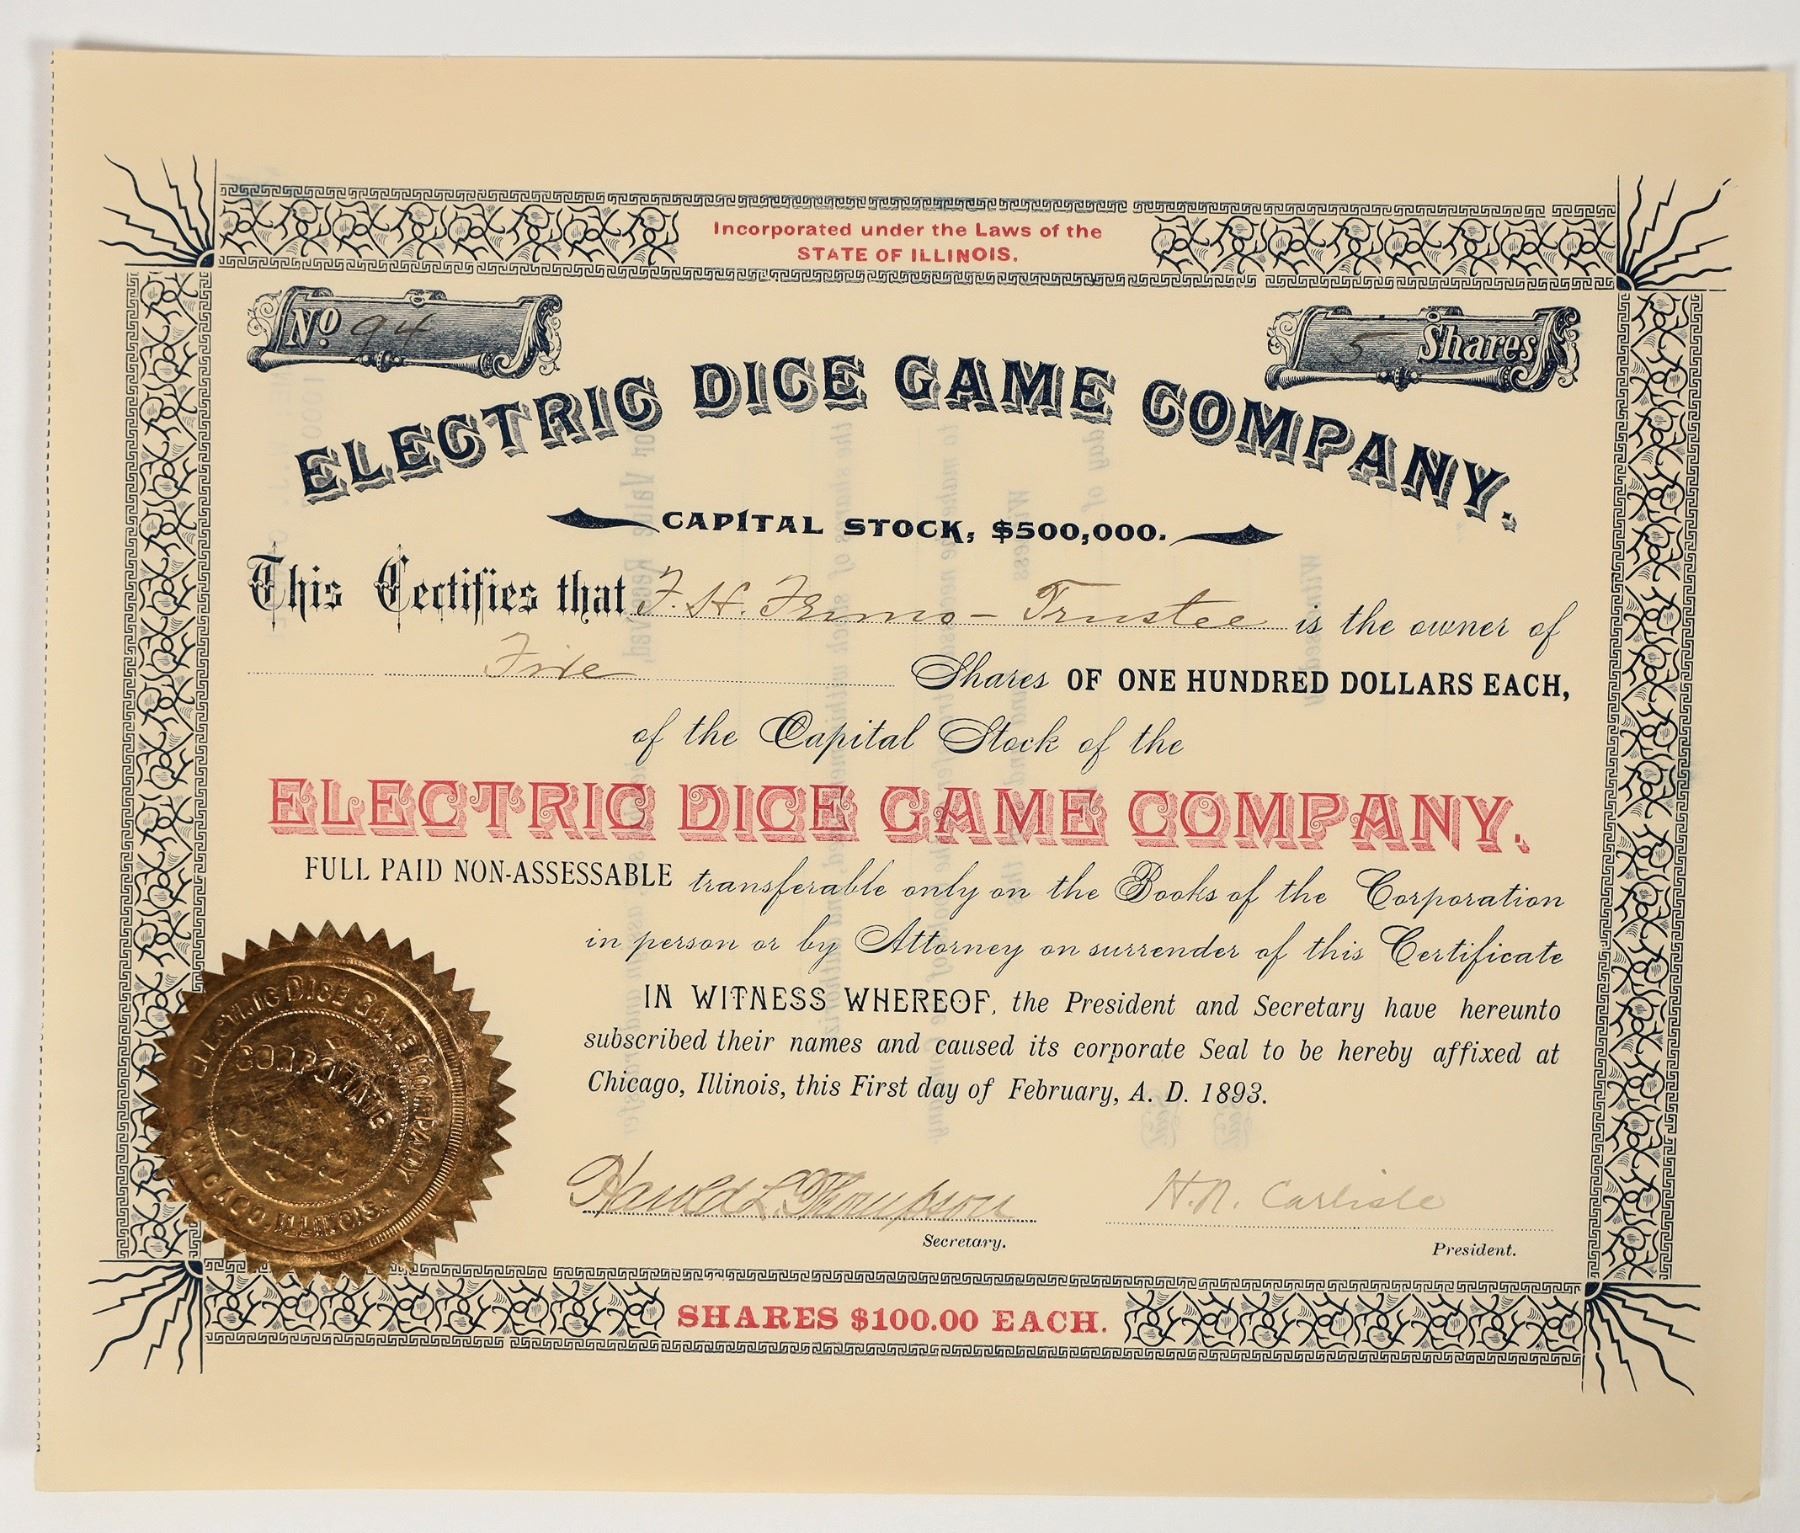 Incorporated under the Laws of the
STATE OF ILLINOIS.
No. 94
5 Shares
ELECTRIC DICE GAME COMPANY.
CAPITAL STOCK, $500,000.
This Certifies that F. H. - Trustee is the owner of
Five Shares OF ONE HUNDRED DOLLARS EACH,
of the Capital Stock of the
ELECTRIC DICE GAME COMPANY.
FULL PAID NON-ASSESSABLE transferable only on the Books of the Corporation
in person or by Attorney on surrender of this Certificate
IN WITNESS WHEREOF, the President and Secretary have hereunto
subscribed their names and caused its corporate Seal to be hereby affixed at
Chicago, Illinois, this First day of February, A. D. 1893.
ELECTRIC DICE GAME COMPANY
CORPORATE
CHICAGO, ILLINOIS.
Harold L. Thompson
Secretary.
H. N. Carlisle
President.
SHARES $100.00 EACH.